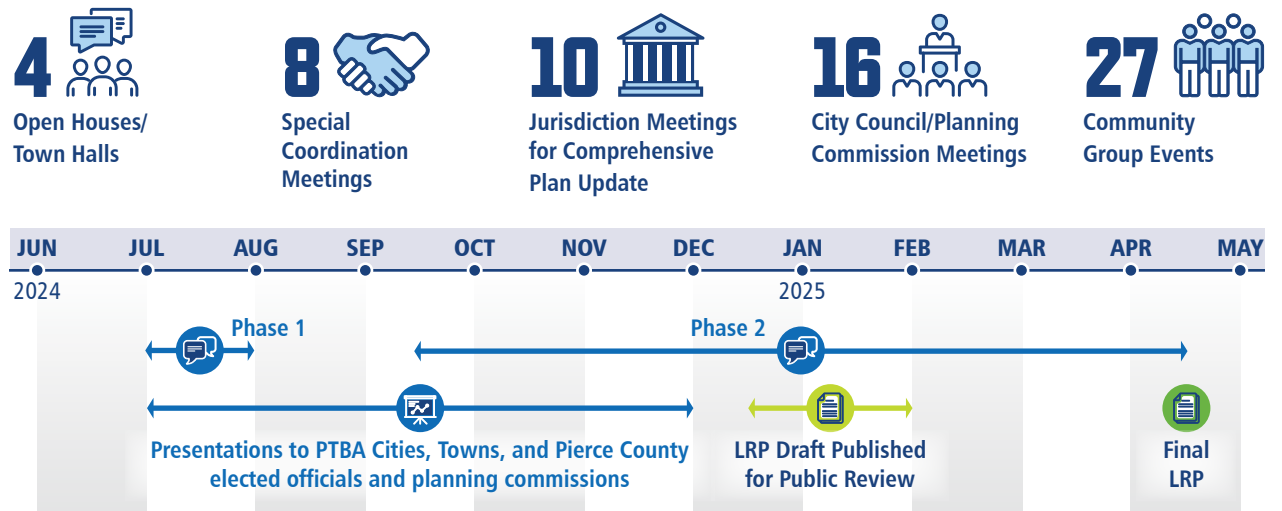 4
Open Houses/
Town Halls
8
Special
Coordination
Meetings
10
Jurisdiction Meetings
for Comprehensive
Plan Update
16
City Council/Planning
Commission Meetings
27
Community
Group Events
JUN JUL AUG SEP OCT NOV DEC JAN FEB MAR APR MAY
2024 2025
Phase 1 Phase 2
Presentations to PTBA Cities, Towns, and Pierce County
elected officials and planning commissions
LRP Draft Published
for Public Review
Final
LRP